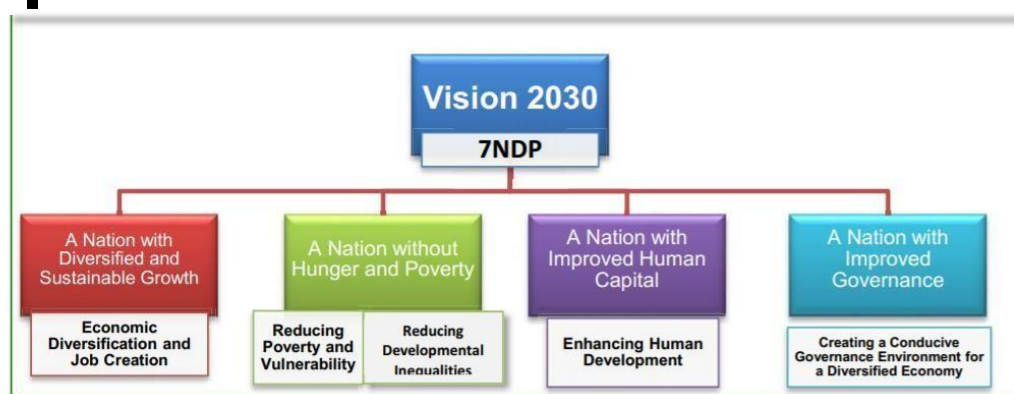 Vision 2030
7NDP
A Nation with
Diversified and
Sustainable Growth
Economic
Diversification and
Job Creation
A Nation without
Hunger and Poverty
Reducing
Poverty and
Vulnerability
Reducing
Developmental
Inequalities
A Nation with
Improved Human
Capital
Enhancing Human
Development
A Nation with
Improved
Governance
Creating a Conducive
Governance Environment for
a Diversified Economy